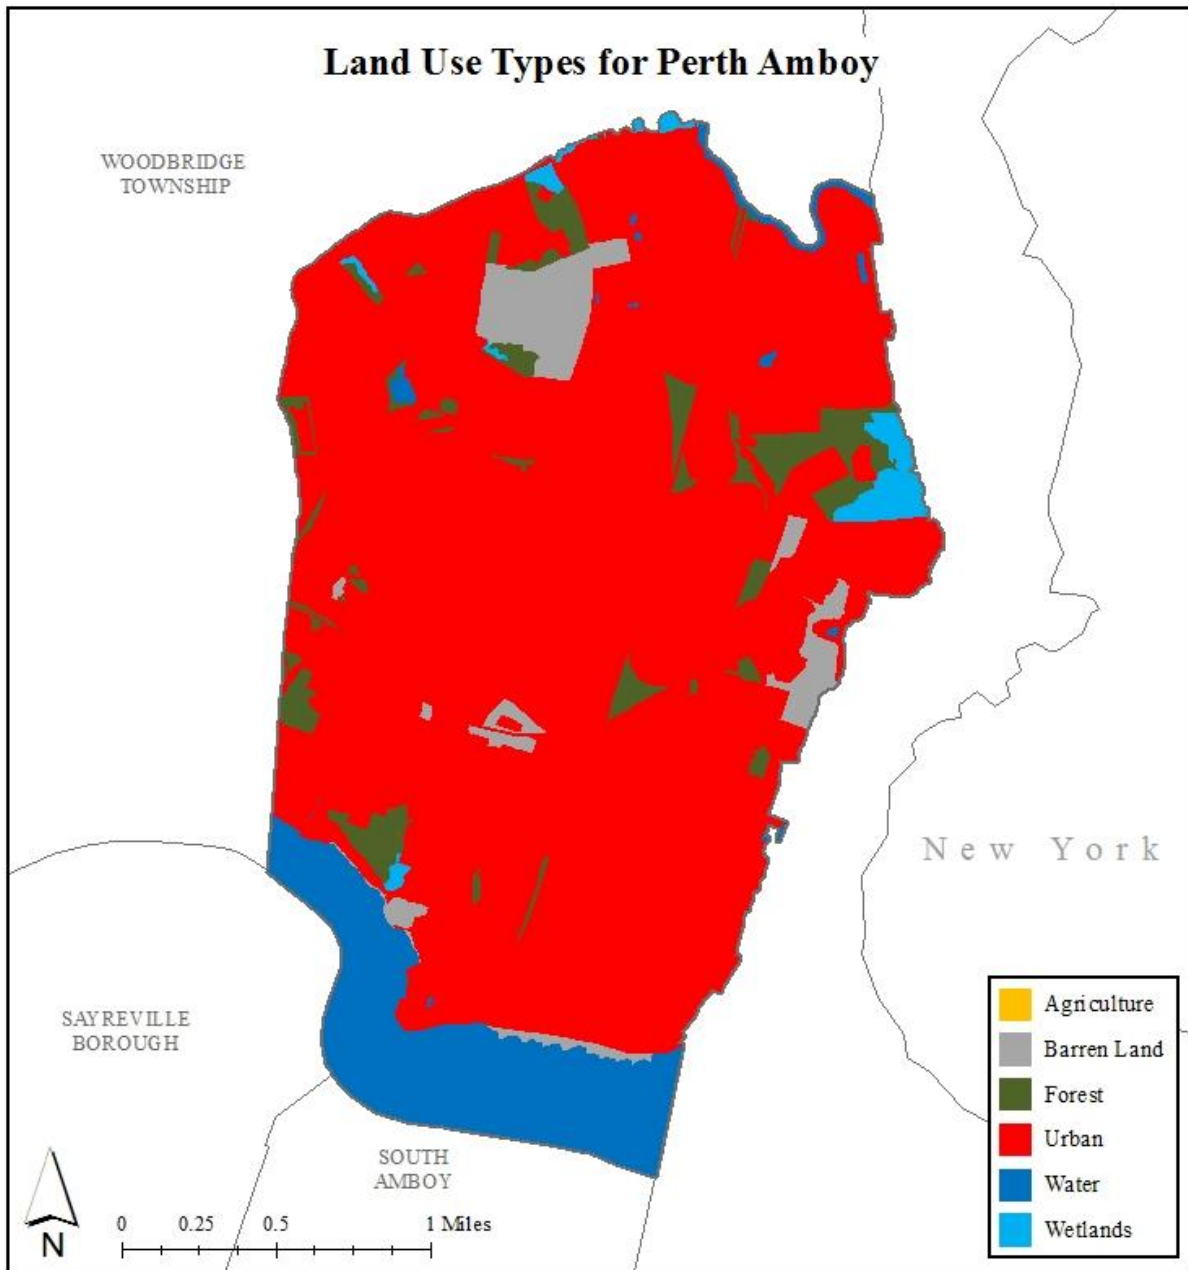 Land Use Types for Perth Amboy
WOODBRIDGE
TOWNSHIP
New York
SAYREVILLE
BOROUGH
SOUTH
AMBOY
N
0 0.25 0.5 1 Miles
Agriculture
Barren Land
Forest
Urban
Water
Wetlands